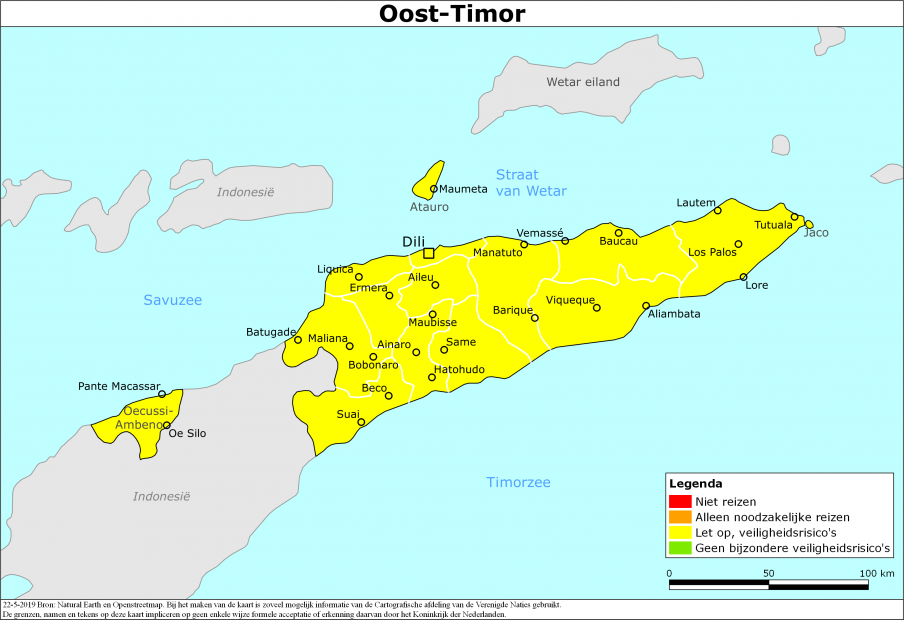 Oost-Timor
Wetar eiland
Straat
van Wetar
Indonesië
Maumeta
Atauro
Lautem
Tutuala
Jaco
Dili
Vemassé
Baucau
Manatuto
Los Palos
Liquica
Aileu
Lore
Ermera
Savuzee
Viqueque
Barique
Aliambata
Maubisse
Batugade
Maliana
Ainaro
Same
Bobonaro
Hatohudo
Pante Macassar
Beco
Oecussi-
Ambeno
Suai
Oe Silo
Timorzee
Indonesië
Legenda
Niet reizen
Alleen noodzakelijke reizen
Let op, veiligheidsrisico's
Geen bijzondere veiligheidsrisico's
0 50 100 km
22-5-2019 Bron: Natural Earth en Openstreetmap. Bij het maken van de kaart is zoveel mogelijk informatie van de Cartografische afdeling van de Verenigde Naties gebruikt.
De grenzen, namen en tekens op deze kaart impliceren op geen enkele wijze formele acceptatie of erkenning daarvan door het Koninkrijk der Nederlanden.